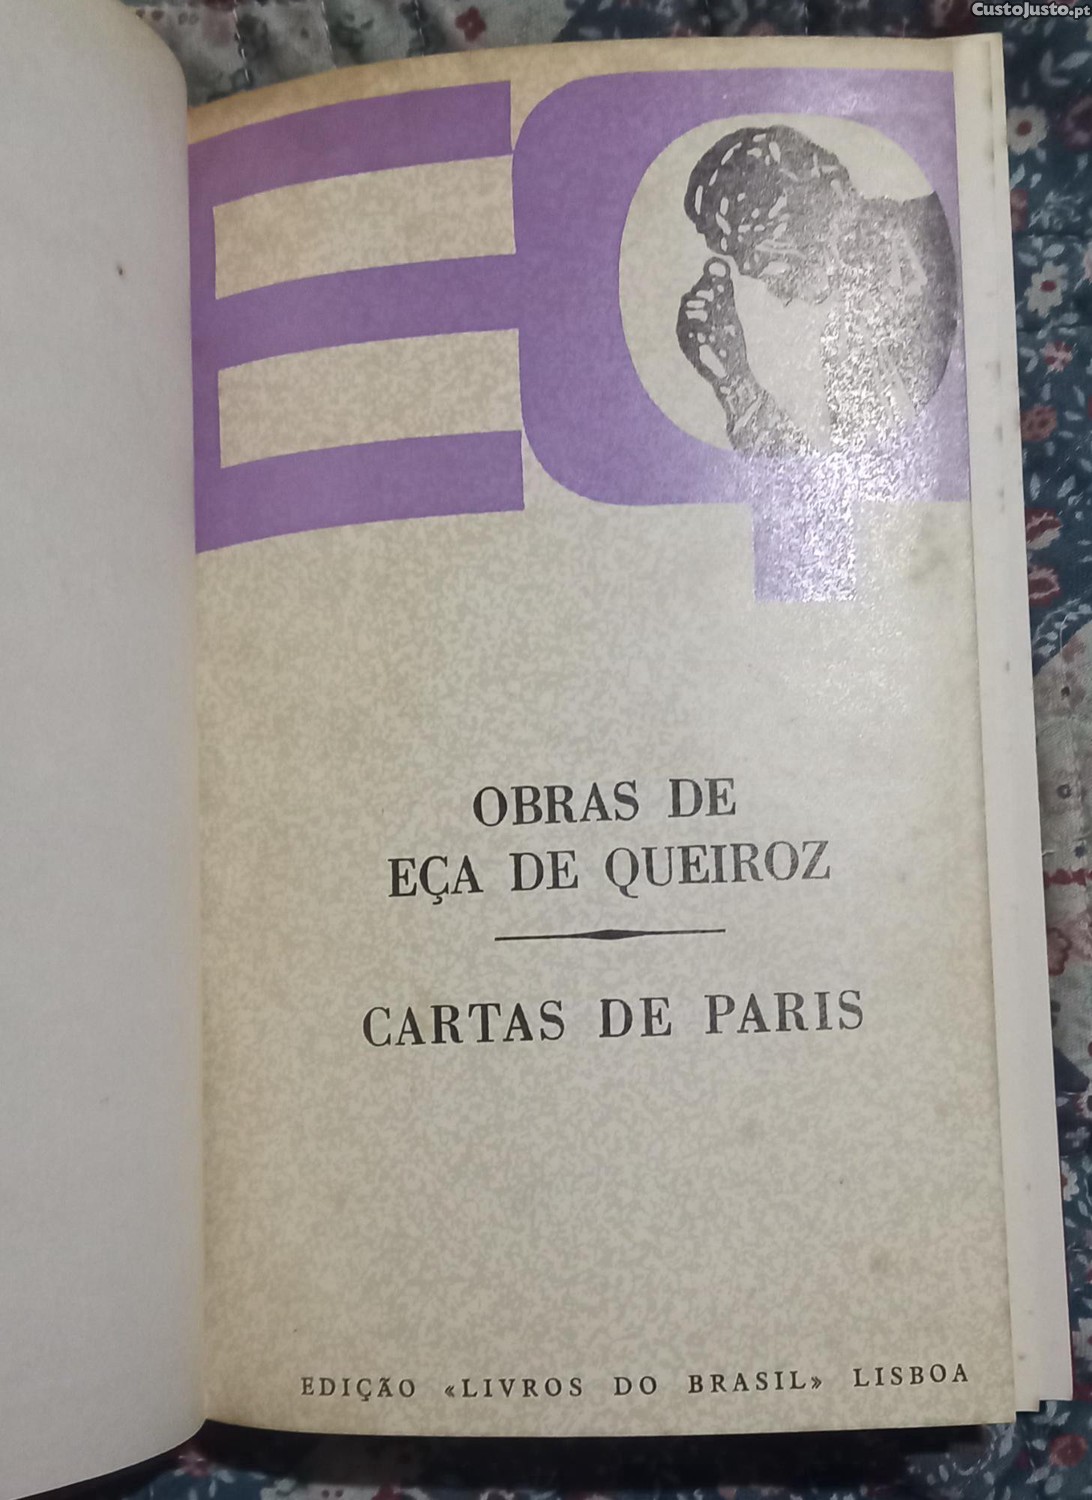 CustoJusto.pt
EQ
OBRAS DE
EÇA DE QUEIROZ
CARTAS DE PARIS
EDIÇÃO «LIVROS DO BRASIL» LISBOA